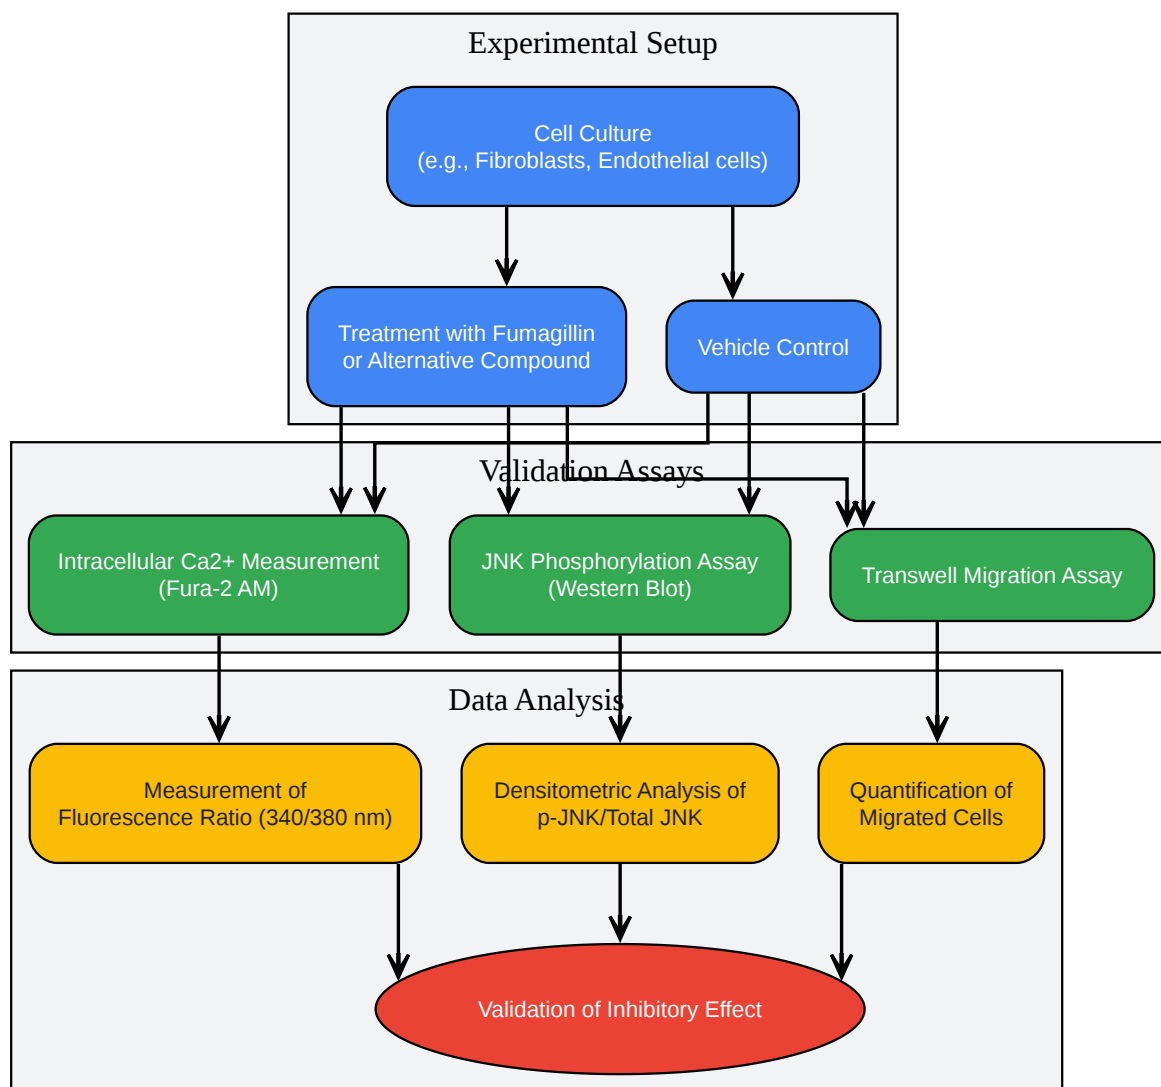 Experimental Setup
Cell Culture
(e.g., Fibroblasts, Endothelial cells)
Treatment with Fumagillin
or Alternative Compound
Vehicle Control
Validation Assays
Intracellular Ca2+ Measurement
(Fura-2 AM)
JNK Phosphorylation Assay
(Western Blot)
Transwell Migration Assay
Data Analysis
Measurement of
Fluorescence Ratio (340/380 nm)
Densitometric Analysis of
p-JNK/Total JNK
Quantification of
Migrated Cells
Validation of Inhibitory Effect